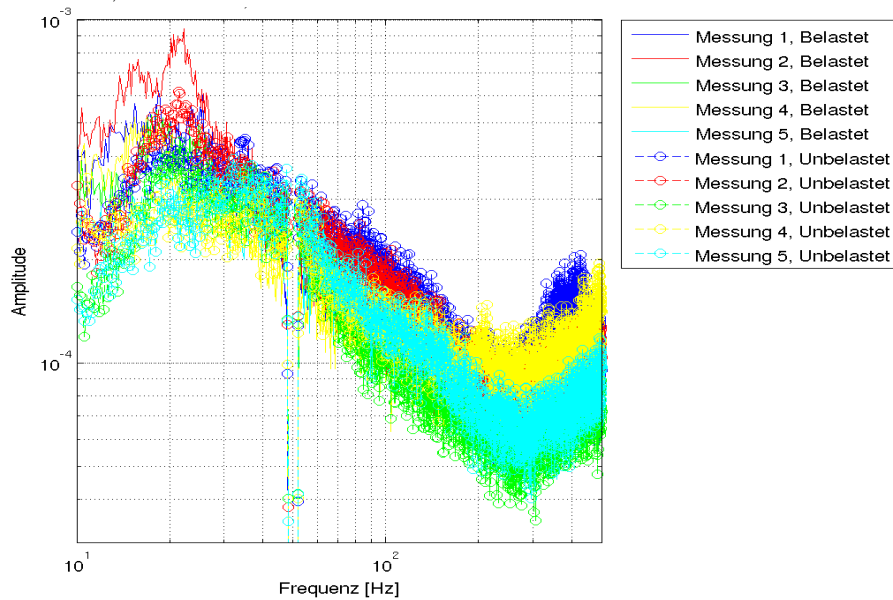 10^-3
10^-4
Amplitude
10^1
10^2
Frequenz [Hz]
Messung 1, Belastet
Messung 2, Belastet
Messung 3, Belastet
Messung 4, Belastet
Messung 5, Belastet
Messung 1, Unbelastet
Messung 2, Unbelastet
Messung 3, Unbelastet
Messung 4, Unbelastet
Messung 5, Unbelastet